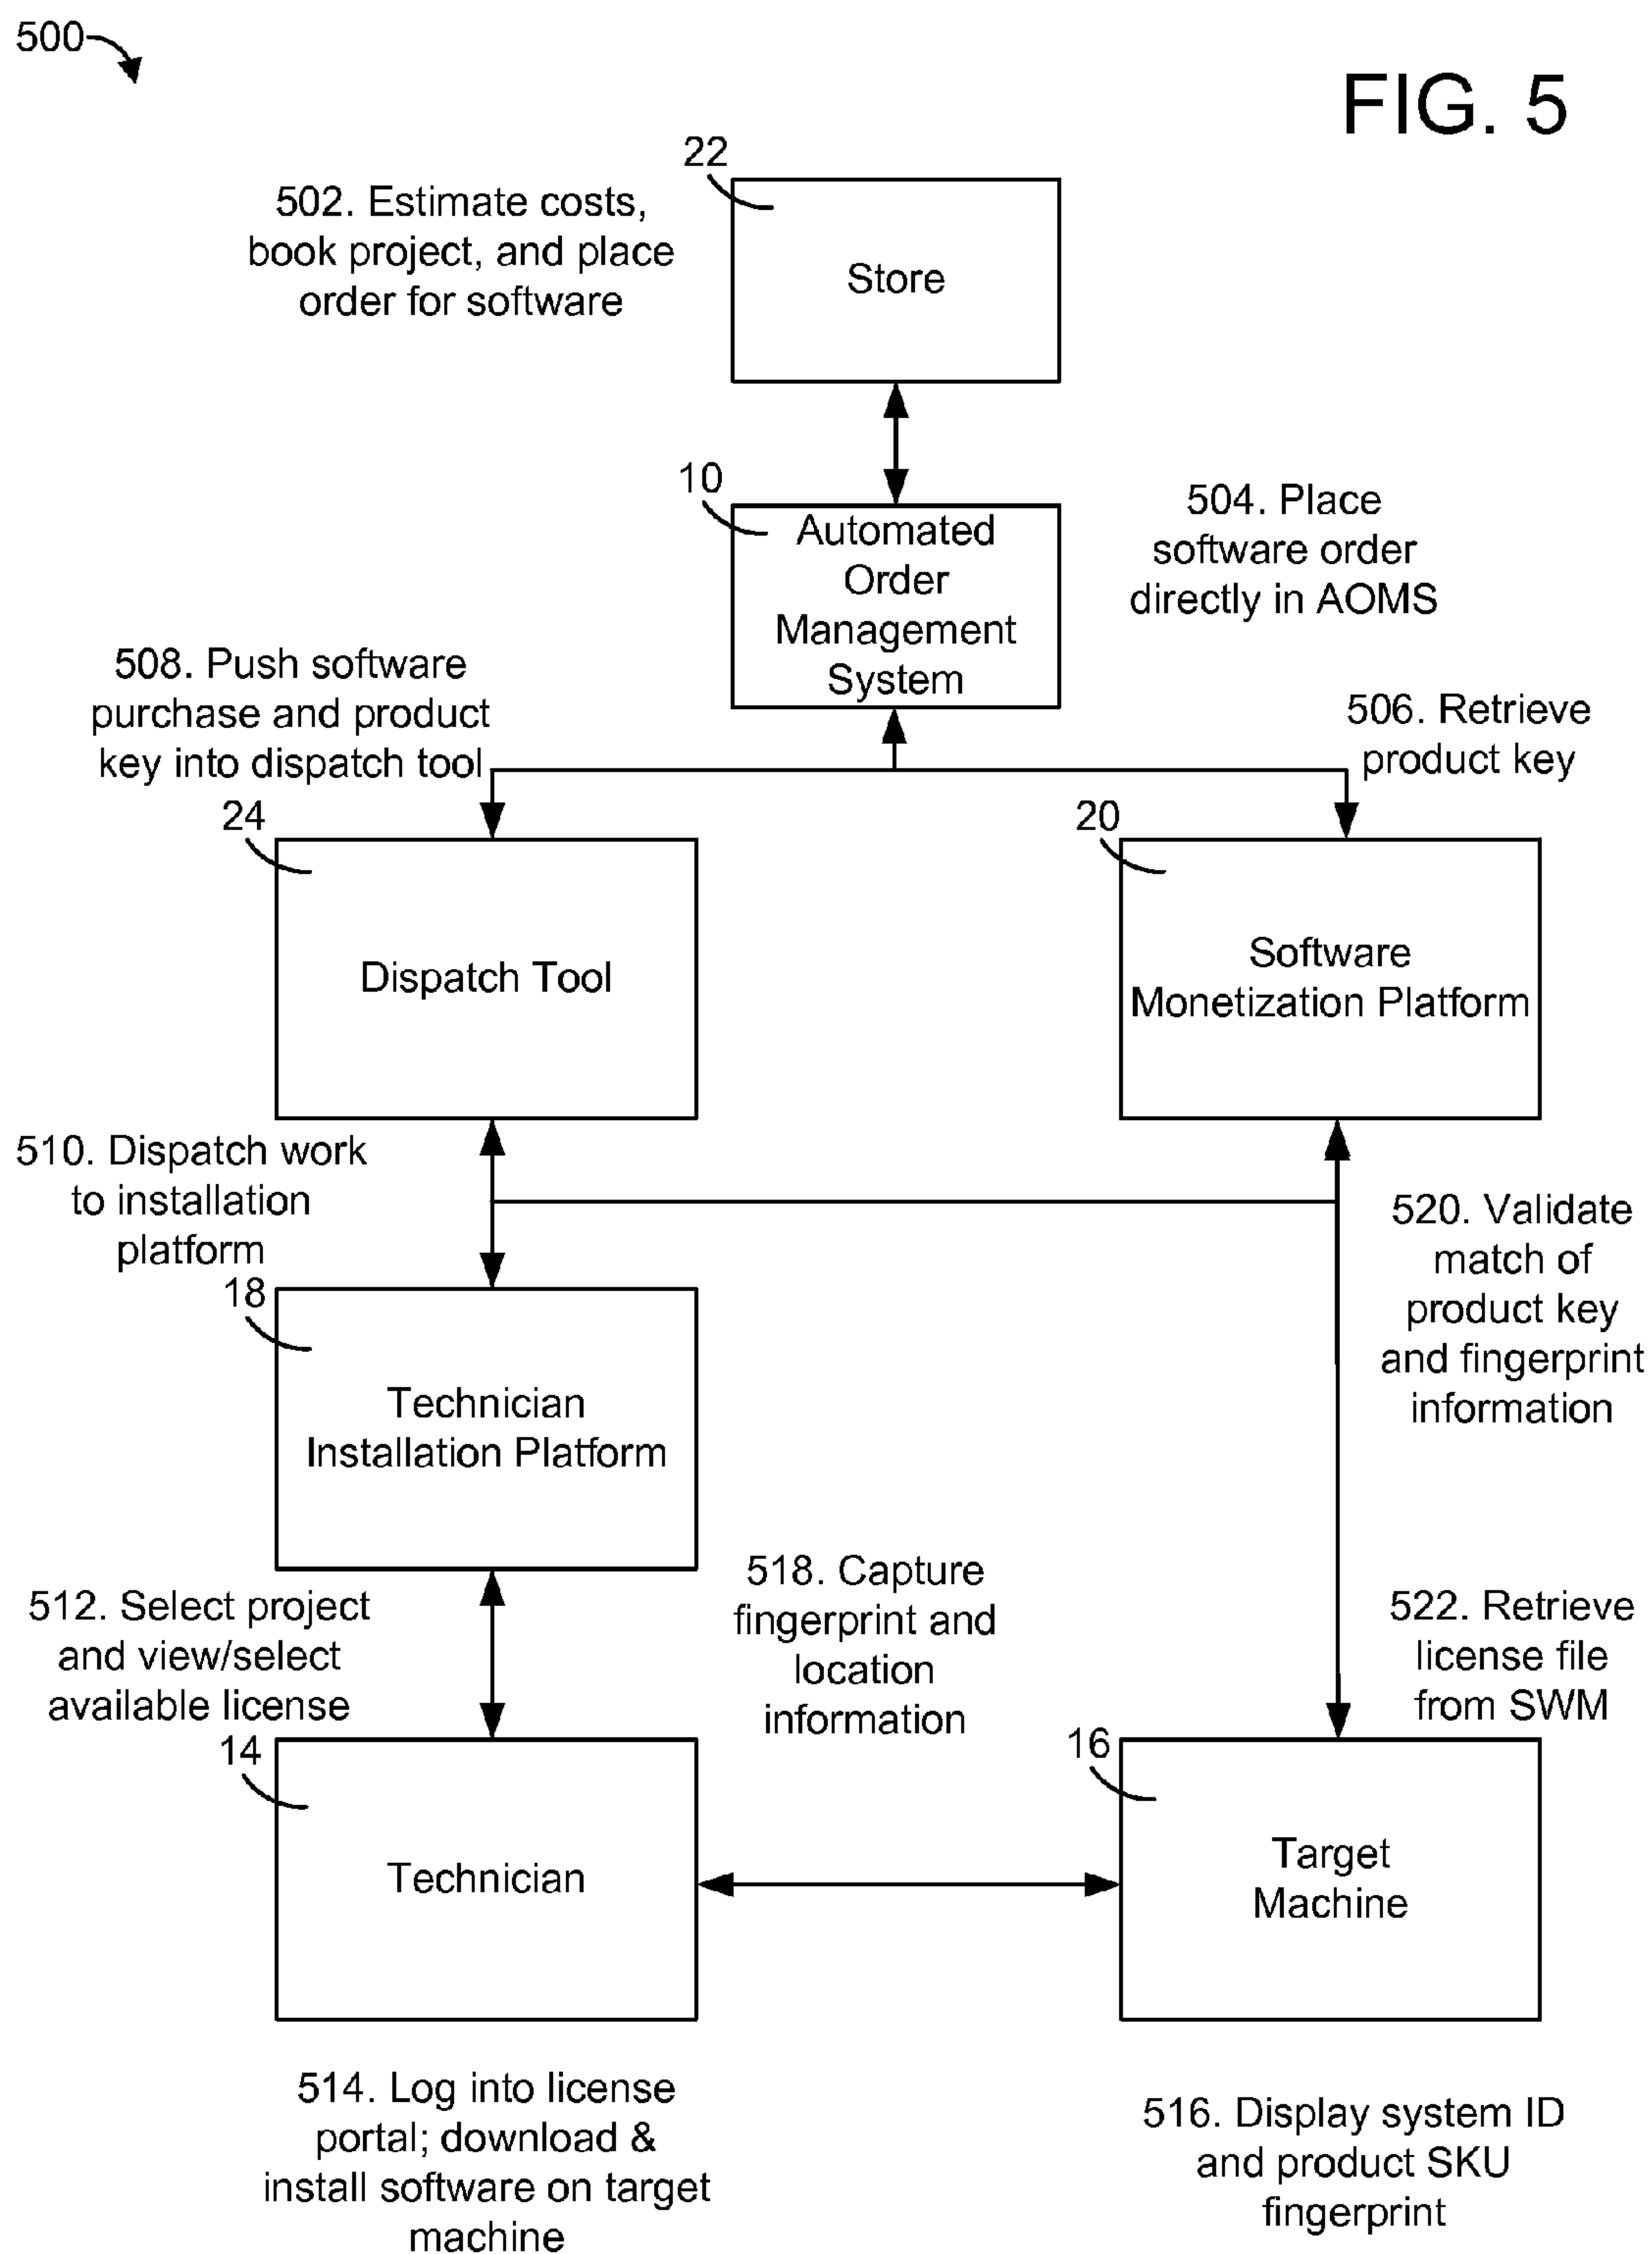 500
FIG. 5
22
502. Estimate costs,
book project, and place
order for software
Store
10
Automated
Order
Management
System
504. Place
software order
directly in AOMS
508. Push software
purchase and product
key into dispatch tool
506. Retrieve
product key
24
Dispatch Tool
20
Software
Monetization Platform
510. Dispatch work
to installation
platform
520. Validate
match of
product key
and fingerprint
information
18
Technician
Installation Platform
512. Select project
and view/select
available license
518. Capture
fingerprint and
location
information
522. Retrieve
license file
from SWM
14
Technician
16
Target
Machine
514. Log into license
portal; download &
install software on target
machine
516. Display system ID
and product SKU
fingerprint